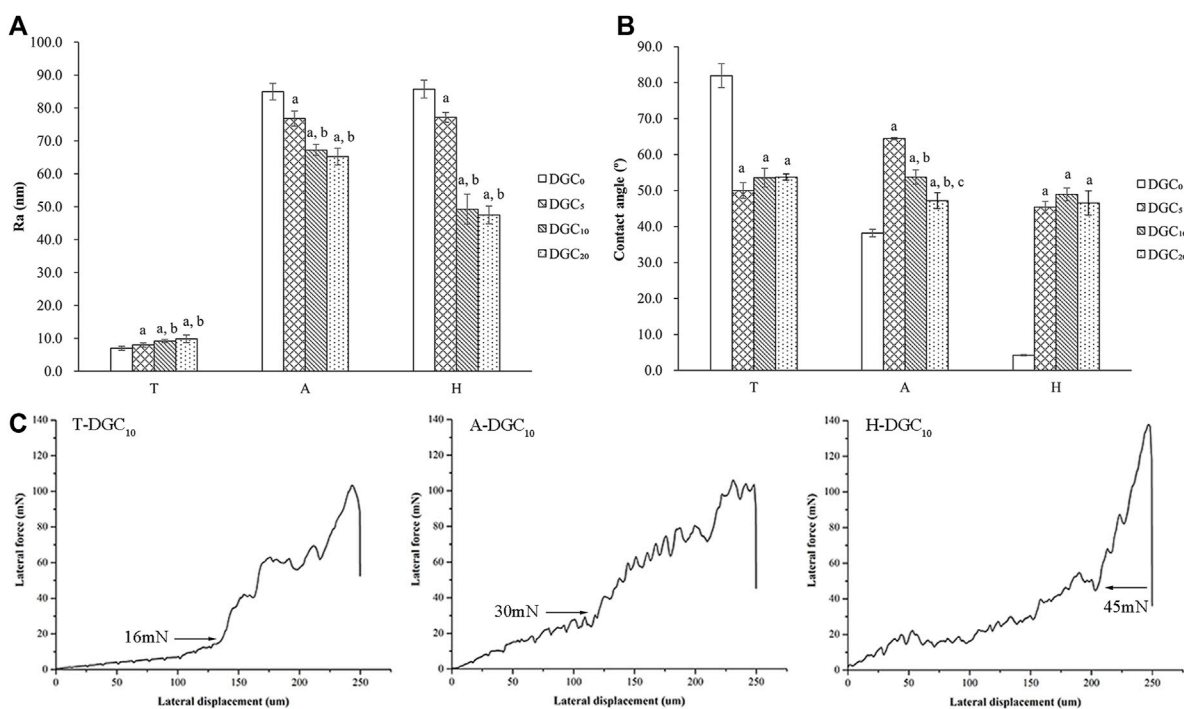 A
100.0
90.0
80.0
70.0
60.0
50.0
40.0
30.0
20.0
10.0
0.0
Ra (nm)
a a, b a, b
a
a, b a, b
a
a, b a, b
T A H
DGC₀
DGC₅
DGC₁₀
DGC₂₀
B
90.0
80.0
70.0
60.0
50.0
40.0
30.0
20.0
10.0
0.0
Contact angle (º)
a a a
a
a, b
a, b, c
a a a
T A H
DGC₀
DGC₅
DGC₁₀
DGC₂₀
C
T-DGC₁₀
140
120
100
80
60
40
20
0
Lateral force (mN)
16mN
0 50 100 150 200 250
Lateral displacement (um)
A-DGC₁₀
140
120
100
80
60
40
20
0
Lateral force (mN)
30mN
0 50 100 150 200 250
Lateral displacement (um)
H-DGC₁₀
140
120
100
80
60
40
20
0
Lateral force (mN)
45mN
0 50 100 150 200 250
Lateral displacement (um)